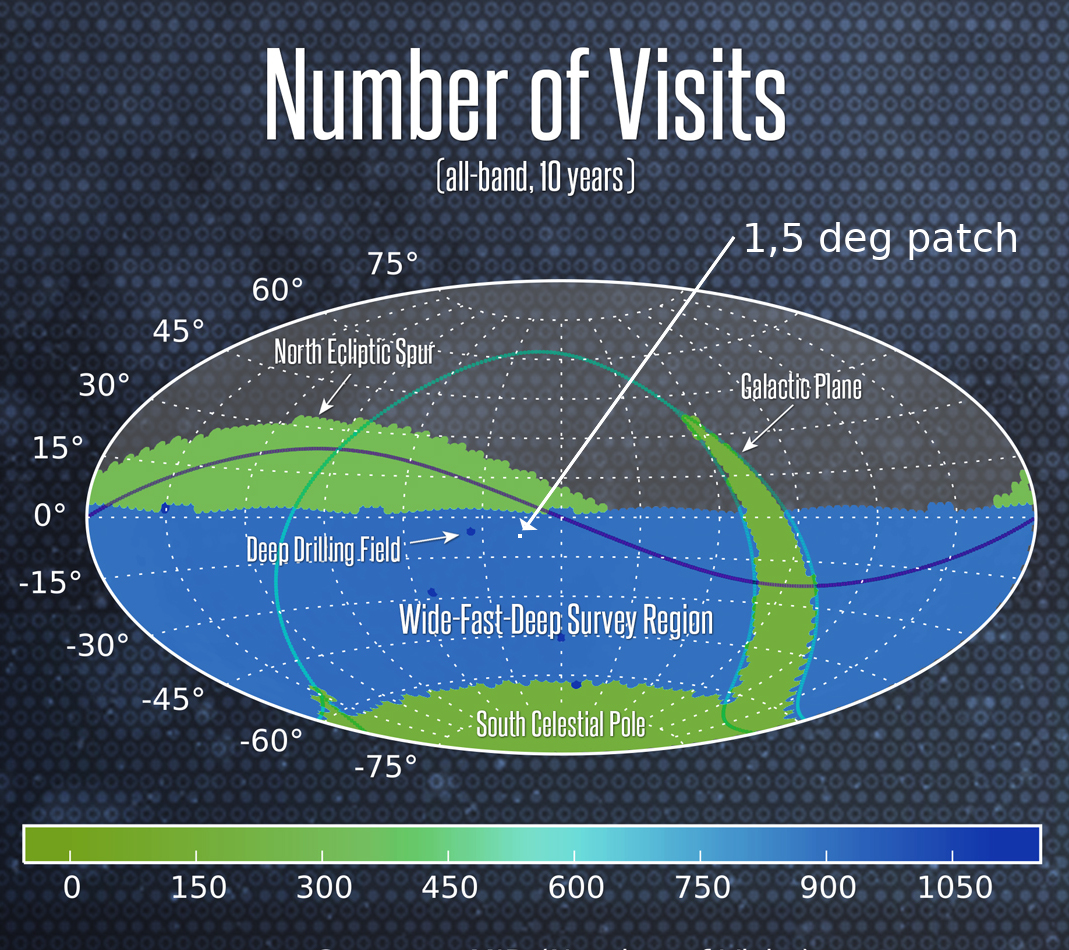 Number of Visits
(all-band, 10 years)
1,5 deg patch
75°
60°
45°
North Ecliptic Spur
30°
Galactic Plane
15°
0°
Deep Drilling Field
-15°
Wide-Fast-Deep Survey Region
-30°
-45°
South Celestial Pole
-60°
-75°
0 150 300 450 600 750 900 1050